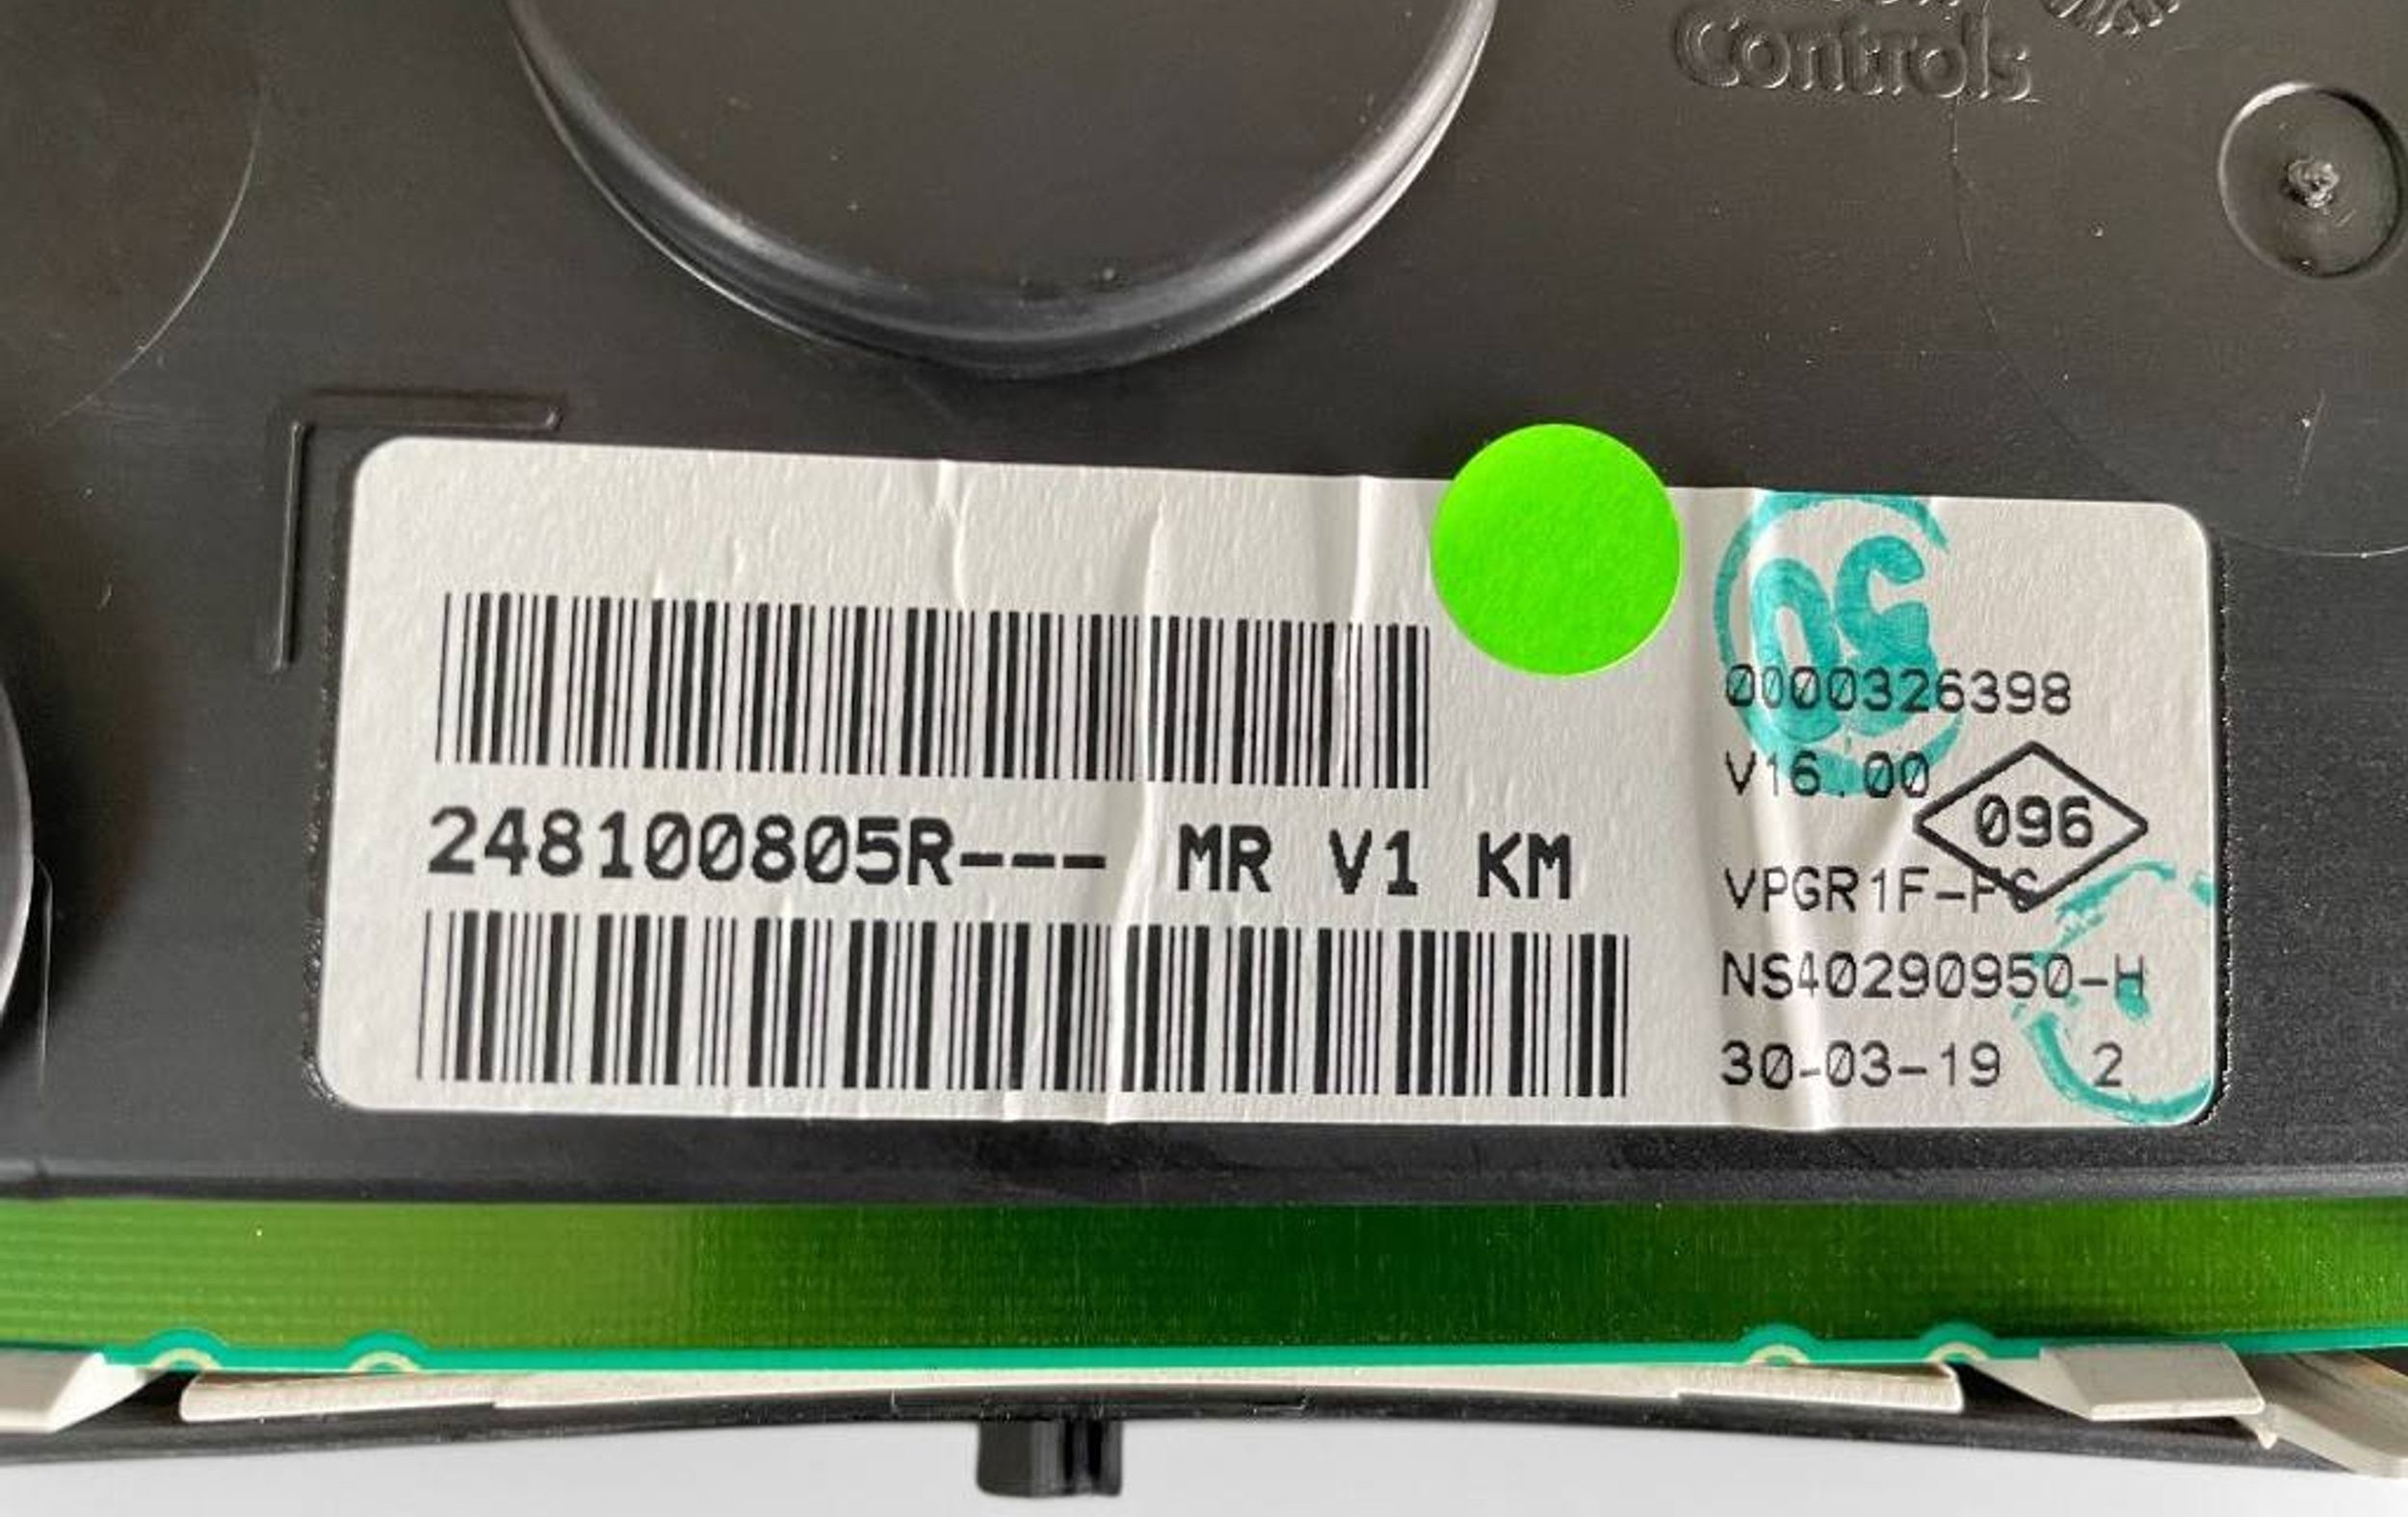 Controls
0000326398
V16.00
096
248100805R--- MR V1 KM
VPGR1F-FC
NS40290950-H
30-03-19 2